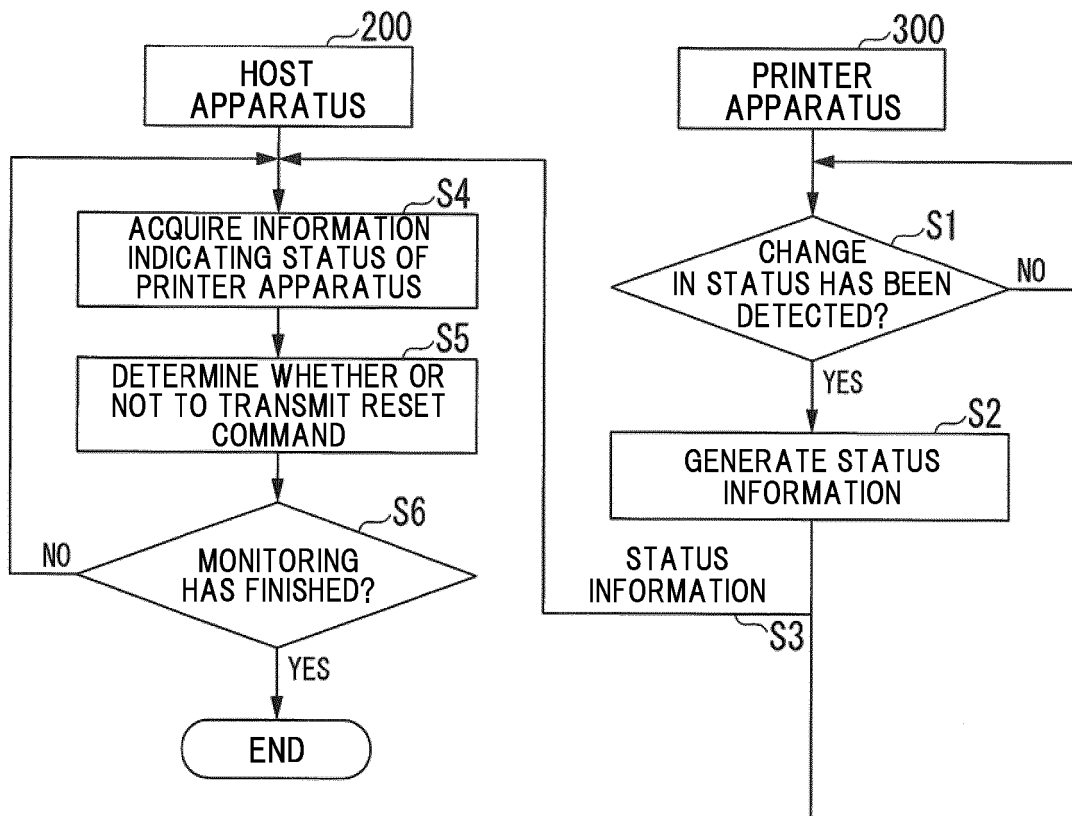 200
HOST
APPARATUS
S4
ACQUIRE INFORMATION
INDICATING STATUS OF
PRINTER APPARATUS
S5
DETERMINE WHETHER OR
NOT TO TRANSMIT RESET
COMMAND
S6
MONITORING
HAS FINISHED?
NO
YES
END
300
PRINTER
APPARATUS
S1
CHANGE
IN STATUS HAS BEEN
DETECTED?
NO
YES
S2
GENERATE STATUS
INFORMATION
STATUS
INFORMATION
S3